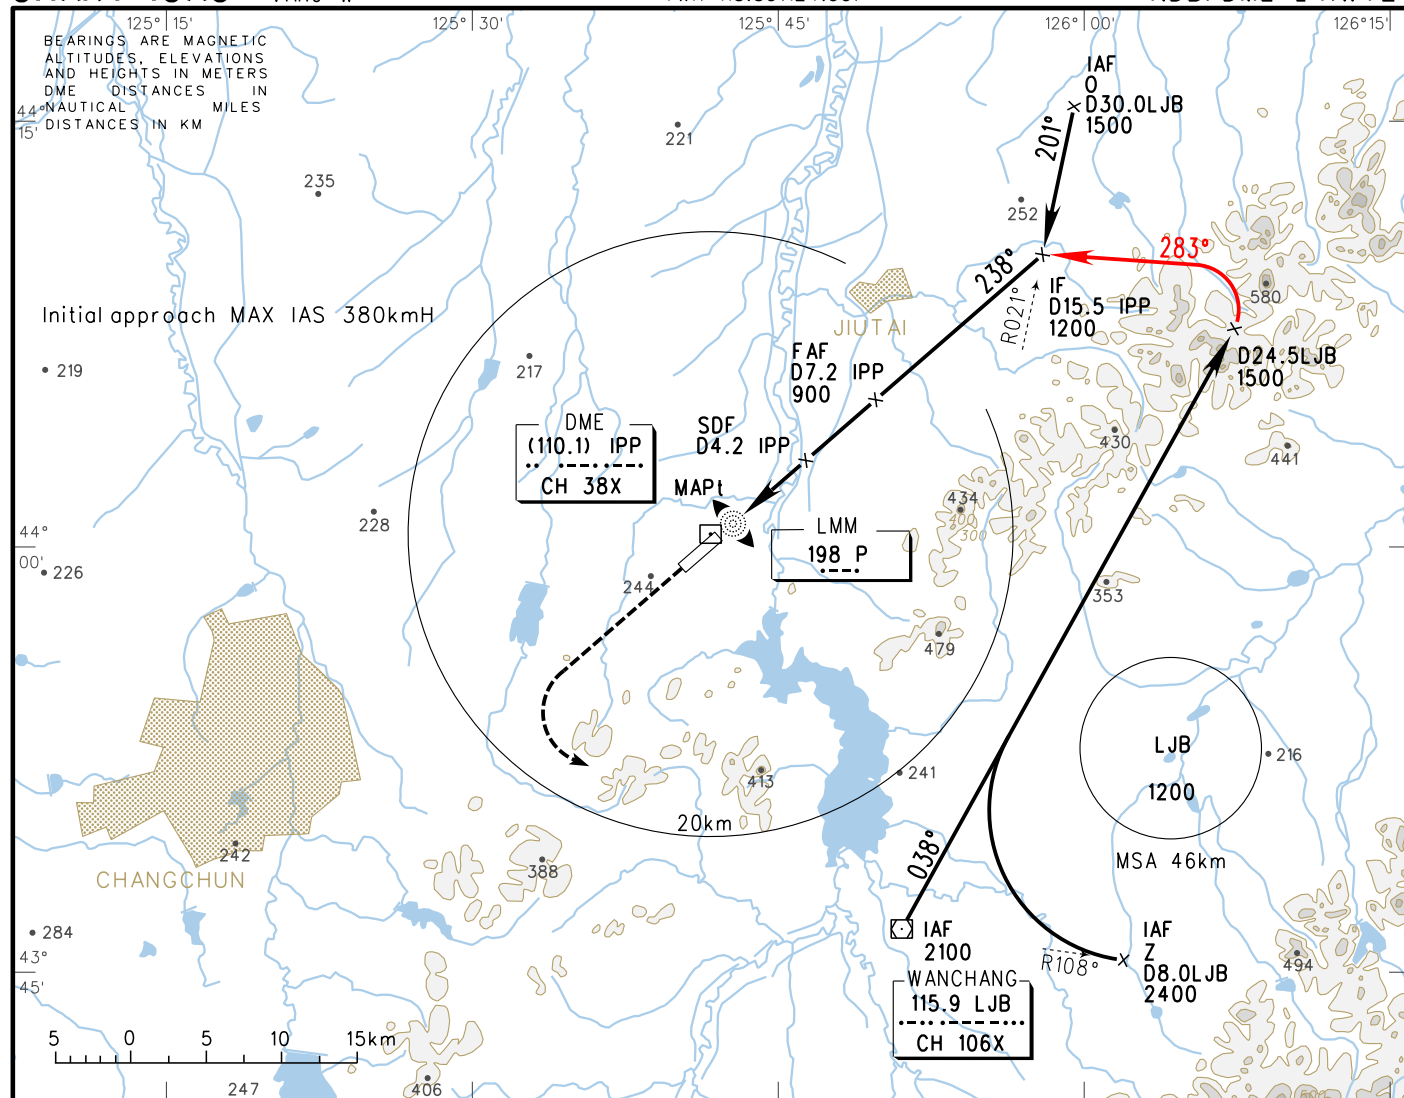 125° 15'
125° 30'
125° 45'
126° 00'
126° 15'
BEARINGS ARE MAGNETIC
ALTITUDES, ELEVATIONS
AND HEIGHTS IN METERS
DME DISTANCES IN
NAUTICAL MILES
DISTANCES IN KM
44°
15'
IAF
O
D30.0LJB
1500
201°
221
235
252
238°
283°
580
R021°
IF
D15.5 IPP
1200
Initial approach MAX IAS 380kmH
JIUTAI
219
217
FAF
D7.2 IPP
900
D24.5LJB
1500
DME
(110.1) IPP
CH 38X
SDF
D4.2 IPP
430
441
MAPt
434
400
300
228
LMM
198 P
44°
00'
226
244
353
479
LJB
1200
216
MSA 46km
413
241
20km
038°
242
CHANGCHUN
388
284
43°
45'
IAF
2100
R108°
IAF
Z
D8.0LJB
2400
494
WANCHANG
115.9 LJB
CH 106X
5 0 5 10 15km
247
406